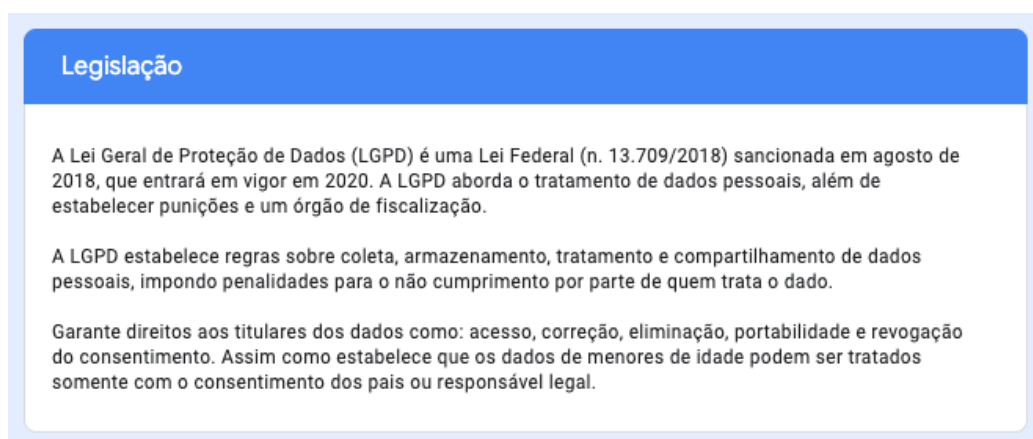 Legislação
A Lei Geral de Proteção de Dados (LGPD) é uma Lei Federal (n. 13.709/2018) sancionada em agosto de
2018, que entrará em vigor em 2020. A LGPD aborda o tratamento de dados pessoais, além de
estabelecer punições e um órgão de fiscalização.
A LGPD estabelece regras sobre coleta, armazenamento, tratamento e compartilhamento de dados
pessoais, impondo penalidades para o não cumprimento por parte de quem trata o dado.
Garante direitos aos titulares dos dados como: acesso, correção, eliminação, portabilidade e revogação
do consentimento. Assim como estabelece que os dados de menores de idade podem ser tratados
somente com o consentimento dos pais ou responsável legal.